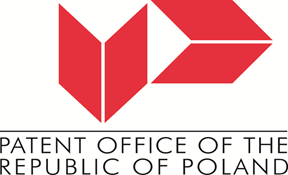 PATENT OFFICE OF THE
REPUBLIC OF POLAND